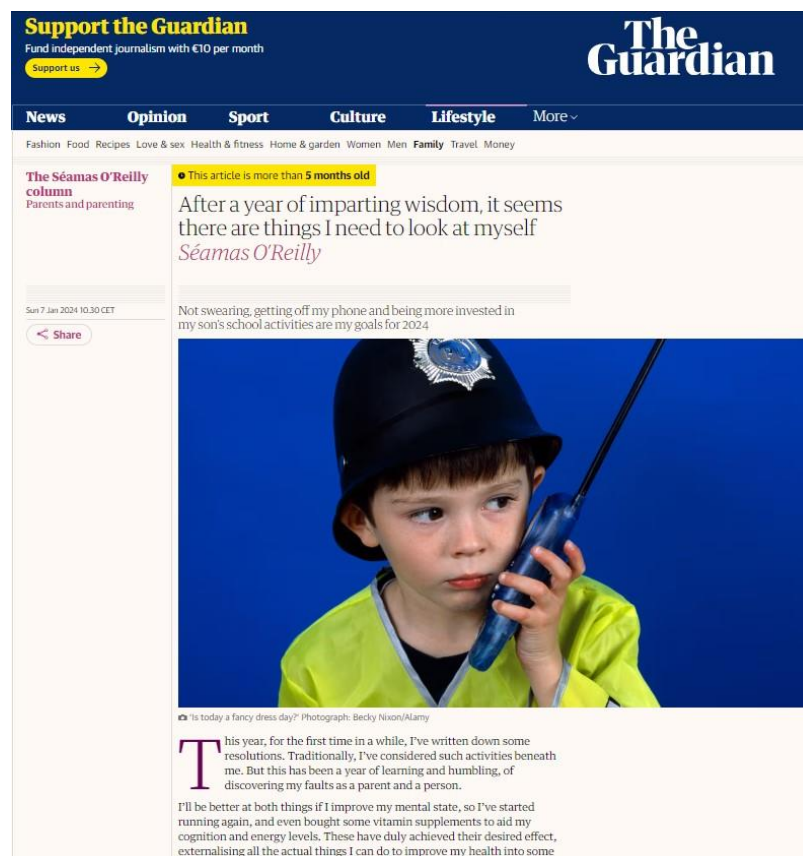 Support the Guardian
Fund independent journalism with €10 per month
Support us
The
Guardian
News Opinion Sport Culture Lifestyle More
Fashion Food Recipes Love & sex Health & fitness Home & garden Women Men Family Travel Money
The Séamas O'Reilly
column
Parents and parenting
This article is more than 5 months old
After a year of imparting wisdom, it seems
there are things I need to look at myself
Séamas O'Reilly
Sun 7 Jan 2024 10.30 CET
Share
Not swearing, getting off my phone and being more invested in
my son's school activities are my goals for 2024
'Is today a fancy dress day?' Photograph: Becky Nixon/Alamy
This year, for the first time in a while, I've written down some
resolutions. Traditionally, I've considered such activities beneath
me. But this has been a year of learning and humbling, of
discovering my faults as a parent and a person.
I'll be better at both things if I improve my mental state, so I've started
running again, and even bought some vitamin supplements to aid my
cognition and energy levels. These have duly achieved their desired effect,
externalising all the actual things I can do to improve my health into some